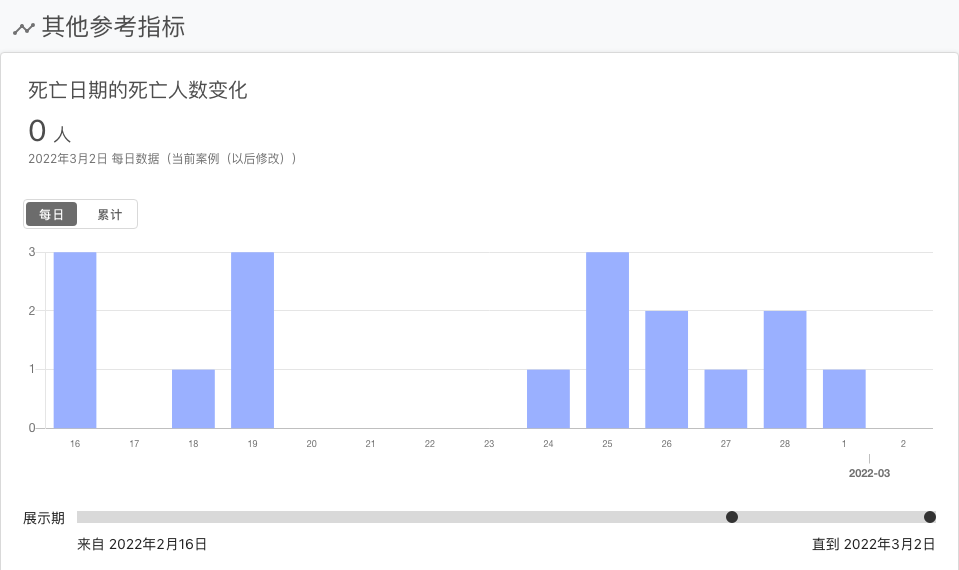 其他参考指标
死亡日期的死亡人数变化
0 人
2022年3月2日 每日数据（当前案例（以后修改））
每日 累计
3
2
1
0
16 17 18 19 20 21 22 23 24 25 26 27 28 1 2
2022-03
展示期
来自 2022年2月16日 直到 2022年3月2日